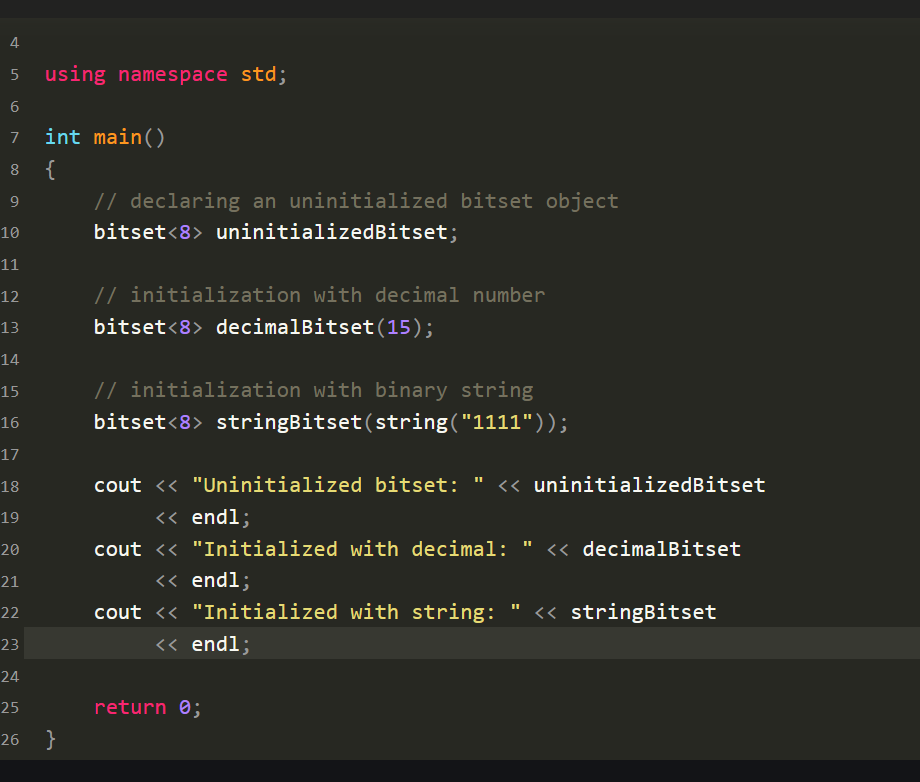 4
5 using namespace std;
6
7 int main()
8 {
9     // declaring an uninitialized bitset object
10     bitset<8> uninitializedBitset;
11
12     // initialization with decimal number
13     bitset<8> decimalBitset(15);
14
15     // initialization with binary string
16     bitset<8> stringBitset(string("1111"));
17
18     cout << "Uninitialized bitset: " << uninitializedBitset
19          << endl;
20     cout << "Initialized with decimal: " << decimalBitset
21          << endl;
22     cout << "Initialized with string: " << stringBitset
23          << endl;
24
25     return 0;
26 }